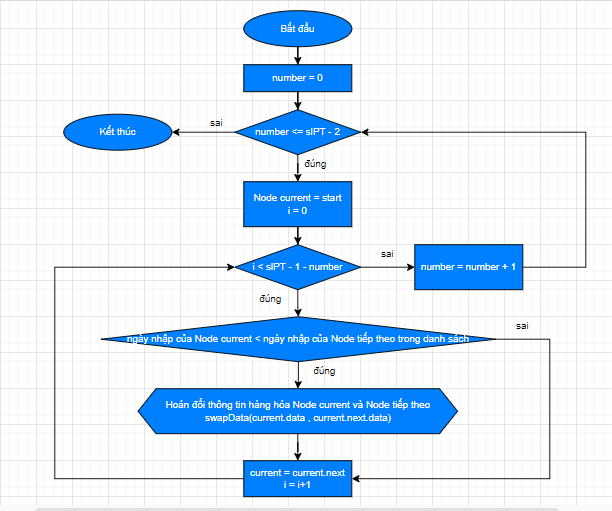 Bắt đầu
number = 0
number <= sIPT - 2
sai
Kết thúc
đúng
Node current = start
i = 0
i < sIPT - 1 - number
sai
number = number + 1
đúng
ngày nhập của Node current < ngày nhập của Node tiếp theo trong danh sách
sai
đúng
Hoán đổi thông tin hàng hóa Node current và Node tiếp theo
swapData(current.data , current.next.data)
current = current.next
i = i+1